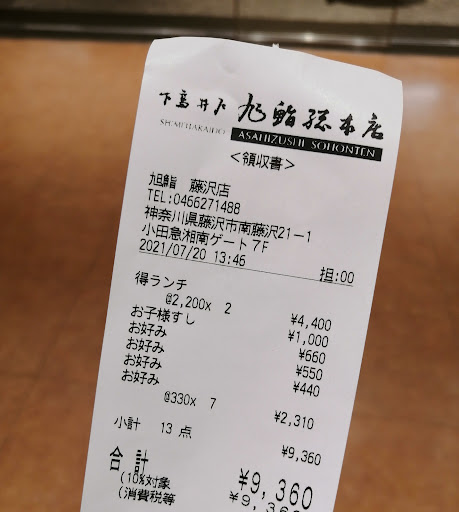 下高井戸 旭鮨総本店
SHIMOTAKAIDO ASAHIZUSHI SOHONTEN
<領収書>
旭鮨 藤沢店
TEL:0466271488
神奈川県藤沢市南藤沢21ー1
小田急湘南ゲート7F
2021/07/20 13:46 担:00
得ランチ
@2,200x 2 ¥4,400
お子様すし ¥1,000
お好み ¥660
お好み ¥550
お好み ¥440
お好み
@330x 7 ¥2,310
小計 13 点 ¥9,360
合計 ¥9,360
(10%対象 ¥9,360
(消費税等